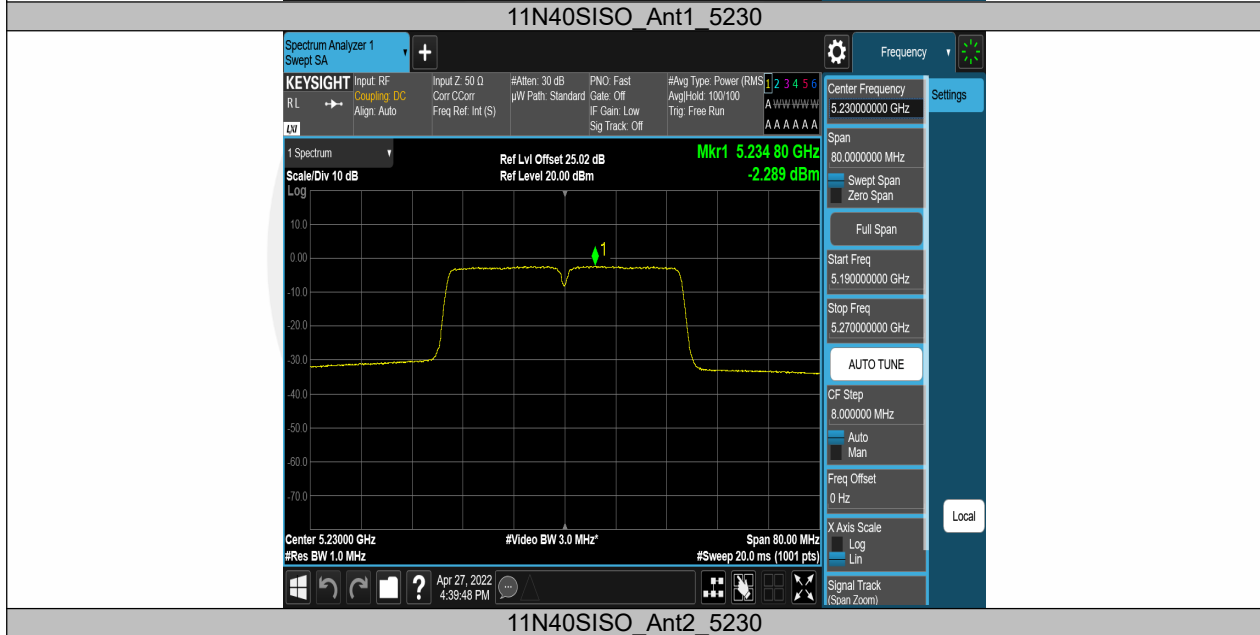 11N40SISO_Ant1_5230
Spectrum Analyzer 1
Swept SA
+
Frequency
KEYSIGHT
RL
LXI
Input: RF
Coupling: DC
Align: Auto
Input Z: 50 Ω
Corr CCorr
Freq Ref: Int (S)
#Atten: 30 dB
µW Path: Standard
PNO: Fast
Gate: Off
IF Gain: Low
Sig Track: Off
#Avg Type: Power (RMS
Avg|Hold: 100/100
Trig: Free Run
1 2 3 4 5 6
A W W W W W
A A A A A A
1 Spectrum
Scale/Div 10 dB
Ref Lvl Offset 25.02 dB
Ref Level 20.00 dBm
Mkr1 5.234 80 GHz
-2.289 dBm
Log
10.0
0.00
-10.0
-20.0
-30.0
-40.0
-50.0
-60.0
-70.0
1
Center 5.23000 GHz
#Res BW 1.0 MHz
#Video BW 3.0 MHz*
Span 80.00 MHz
#Sweep 20.0 ms (1001 pts)
Center Frequency
5.230000000 GHz
Settings
Span
80.0000000 MHz
Swept Span
Zero Span
Full Span
Start Freq
5.190000000 GHz
Stop Freq
5.270000000 GHz
AUTO TUNE
CF Step
8.000000 MHz
Auto
Man
Freq Offset
0 Hz
X Axis Scale
Log
Lin
Local
Signal Track
(Span Zoom)
?
Apr 27, 2022
4:39:48 PM
11N40SISO_Ant2_5230